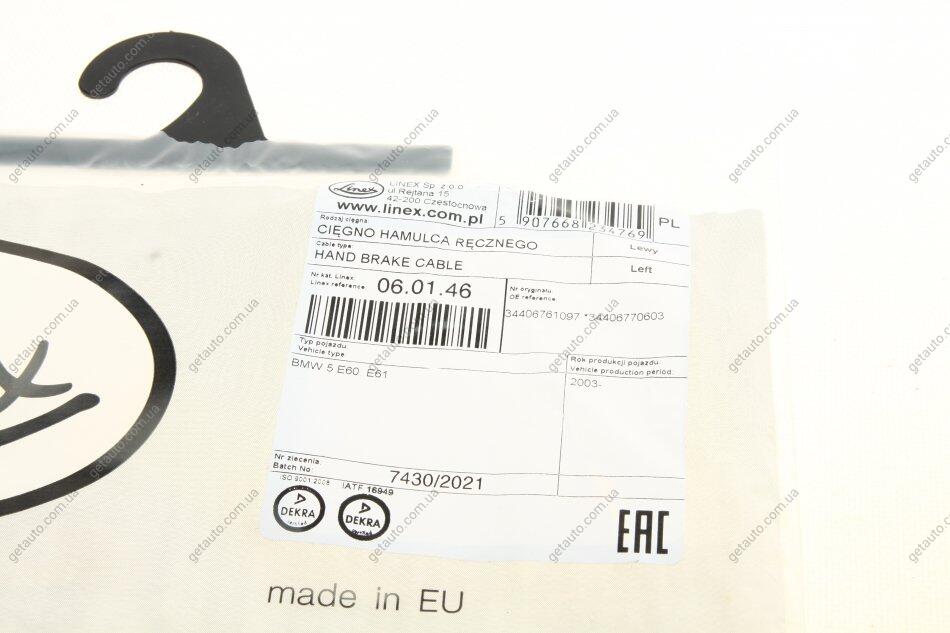 Linex
LINEX Sp. z o.o.
ul.Rejtana 15
42-200 Czestocnowa
www.linex.com.pl
5 907668 234769
PL
Rodzaj cięgna:
CIĘGNO HAMULCA RĘCZNEGO
Lewy
Cable type:
HAND BRAKE CABLE
Left
Nr kat. Linex:
Linex reference:
06.01.46
Nr oryginału:
OE reference:
34406761097 *34406770603
Typ pojazdu:
Vehicle type
BMW 5 E60 E61
Rok produkcji pojazdu:
Vehicle production period:
2003-
Nr zlecenia
Batch No:
7430/2021
ISO 9001:2008
IATF 16949
DEKRA
DEKRA
EAC
made in EU
getauto.com.ua